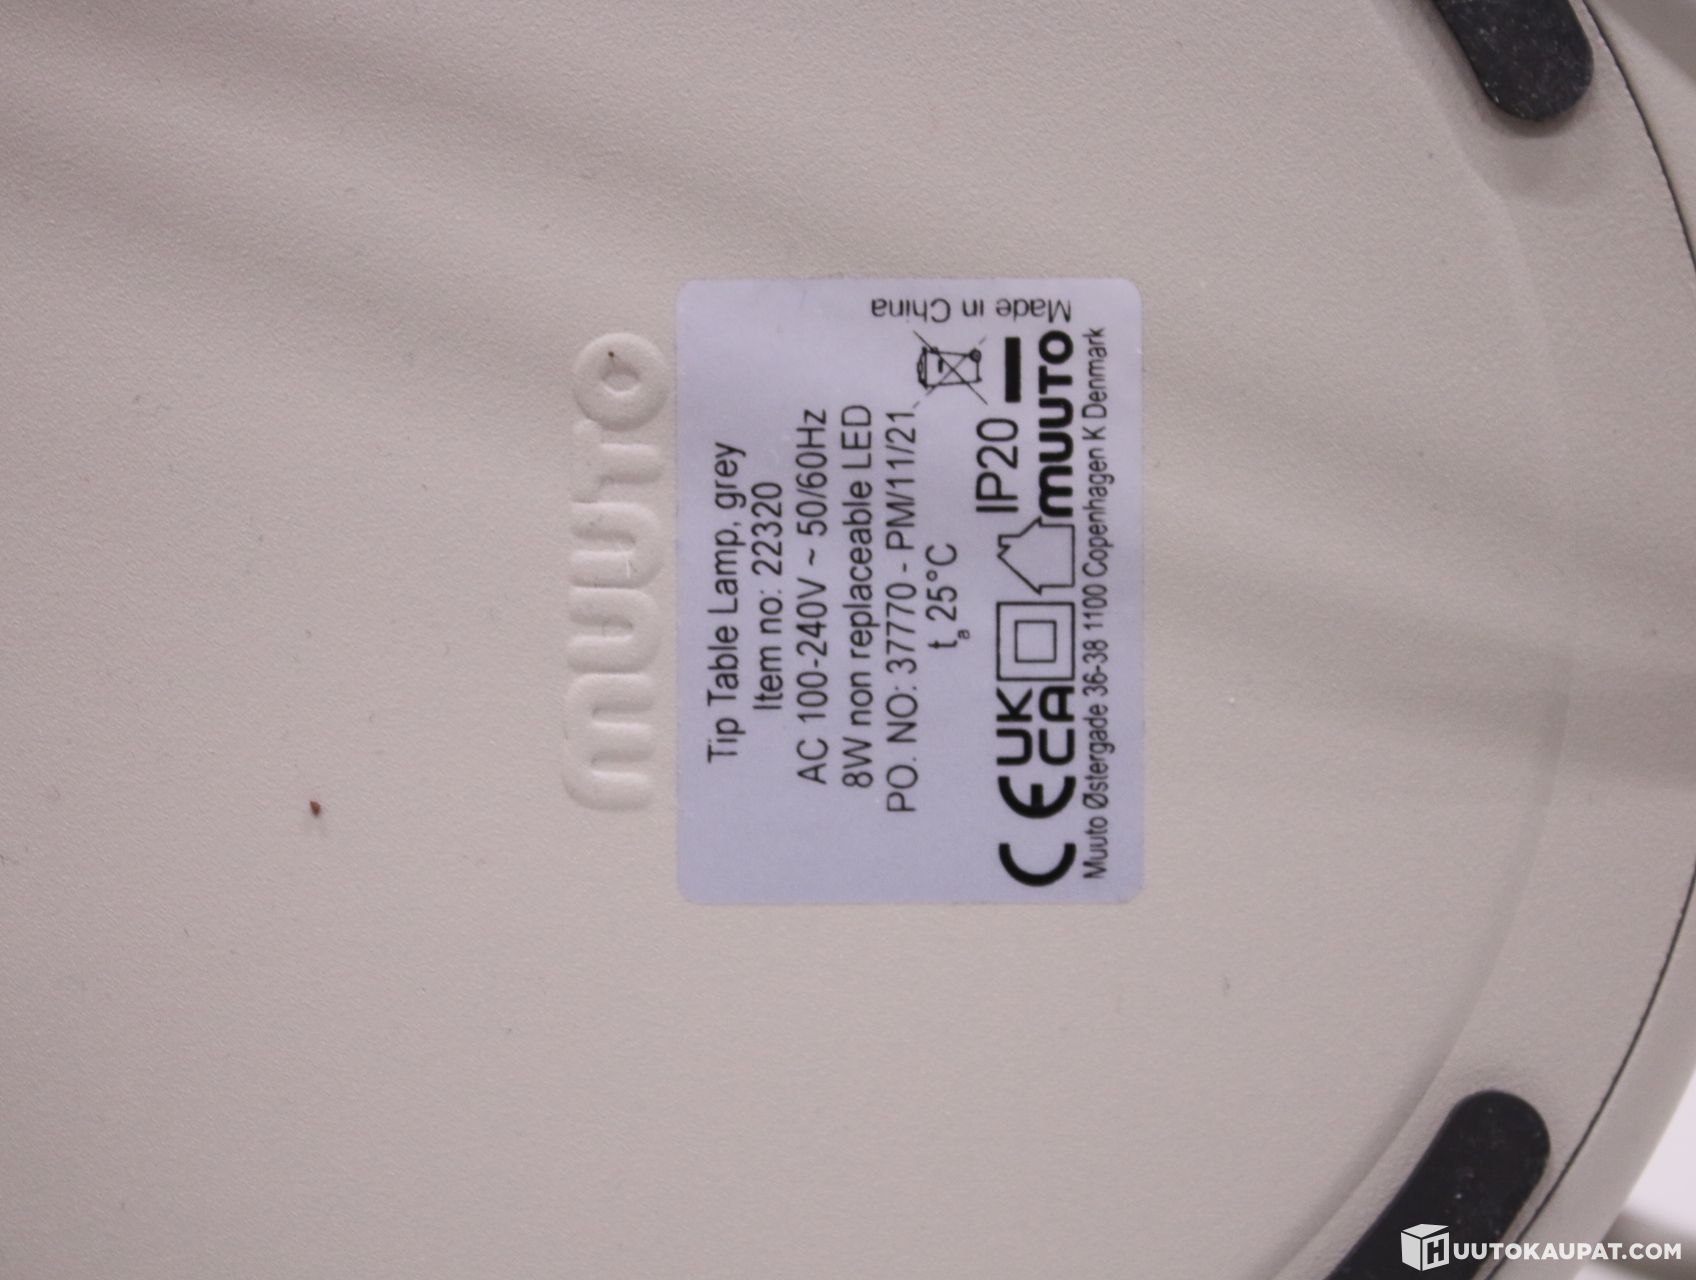 muuto
Tip Table Lamp, grey
Item no: 22320
AC 100-240V ~ 50/60Hz
8W non replaceable LED
PO. NO: 37770 - PM/11/21
ta 25°C
CE UK CA IP20
muuto
Muuto Østergade 36-38 1100 Copenhagen K Denmark
Made in China
HUUTOKAUPAT.COM